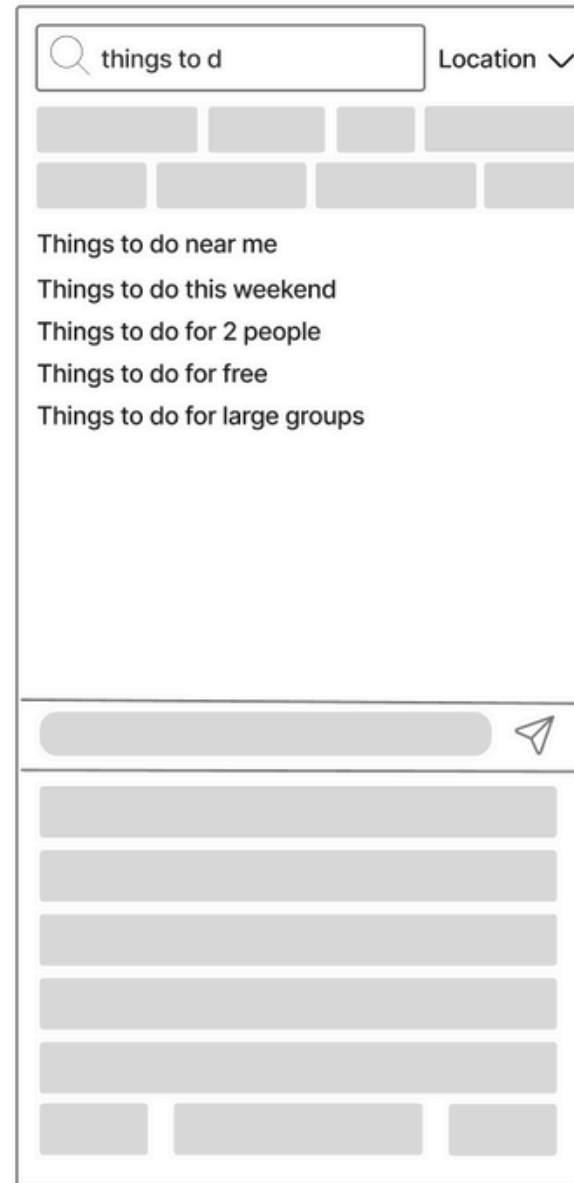 things to d
Location
Things to do near me
Things to do this weekend
Things to do for 2 people
Things to do for free
Things to do for large groups